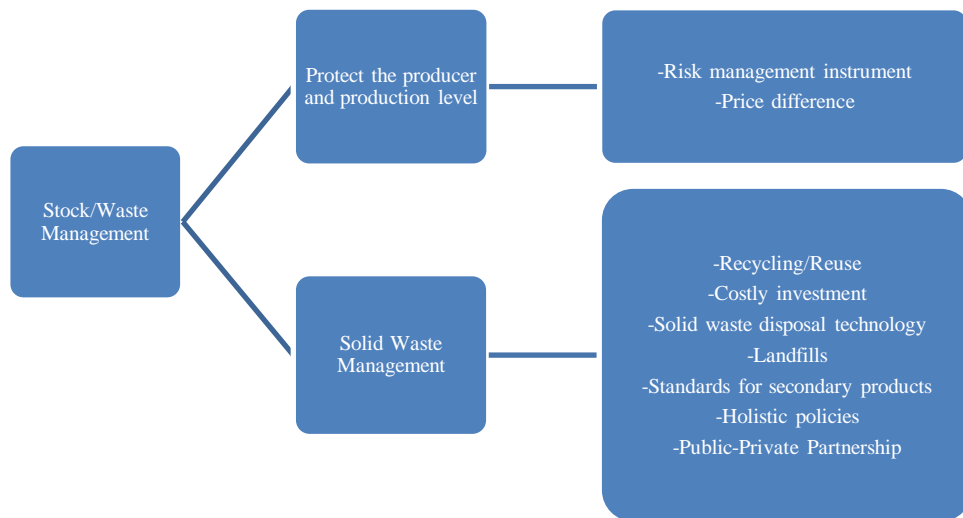 Protect the producer
and production level
-Risk management instrument
-Price difference
Stock/Waste
Management
Solid Waste
Management
-Recycling/Reuse
-Costly investment
-Solid waste disposal technology
-Landfills
-Standards for secondary products
-Holistic policies
-Public-Private Partnership